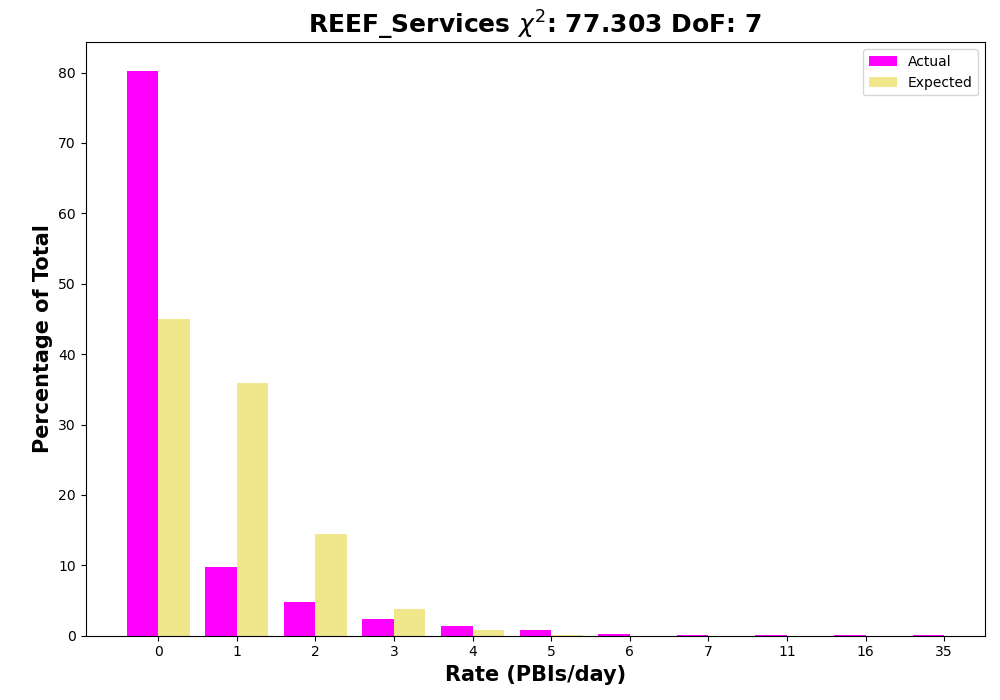 REEF_Services χ²: 77.303 DoF: 7
Actual
Expected
Percentage of Total
80
70
60
50
40
30
20
10
0
0 1 2 3 4 5 6 7 11 16 35
Rate (PBIs/day)